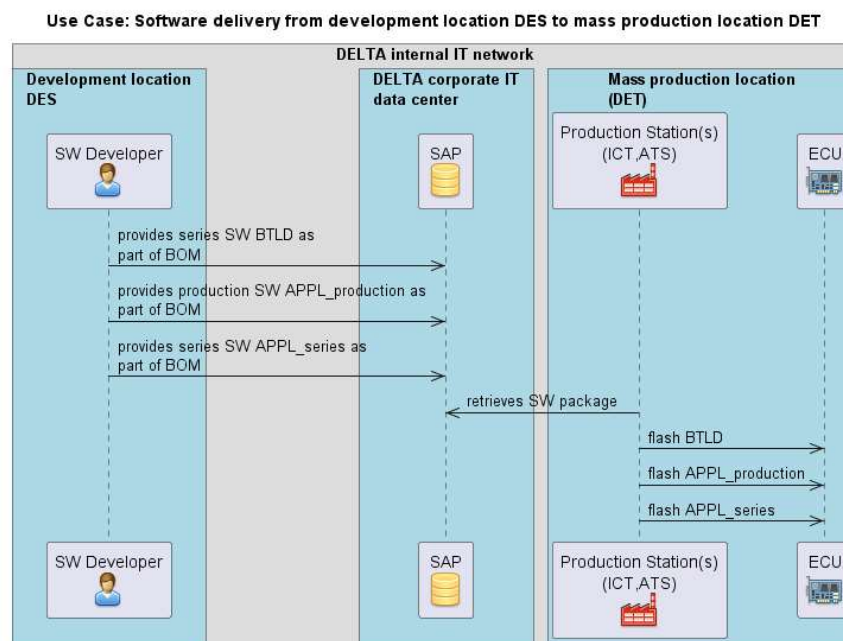 Use Case: Software delivery from development location DES to mass production location DET
DELTA internal IT network
Development location
DES
DELTA corporate IT
data center
Mass production location
(DET)
SW Developer
SAP
Production Station(s)
(ICT,ATS)
ECU
provides series SW BTLD as
part of BOM
provides production SW APPL_production as
part of BOM
provides series SW APPL_series as
part of BOM
retrieves SW package
flash BTLD
flash APPL_production
flash APPL_series
SW Developer
SAP
Production Station(s)
(ICT,ATS)
ECU